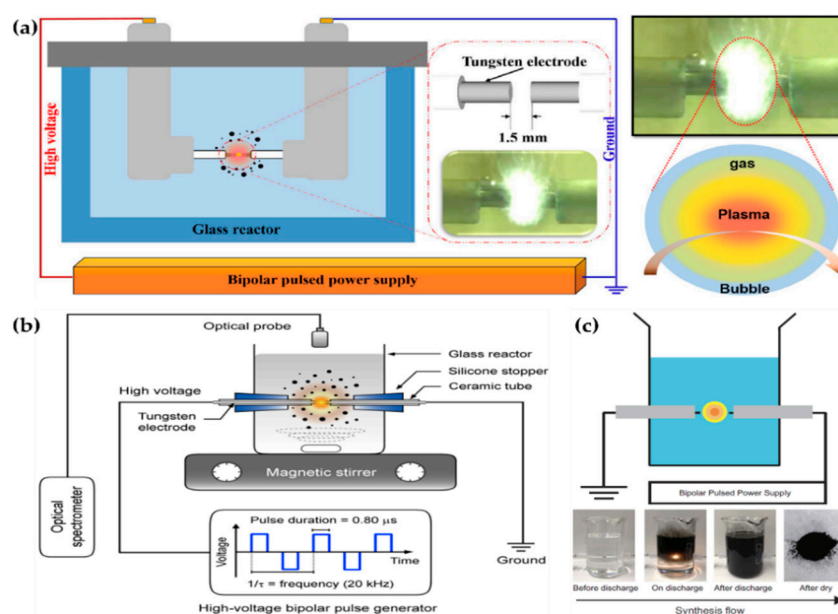 (a)
High voltage
Glass reactor
Tungsten electrode
1.5 mm
Ground
Bipolar pulsed power supply
gas
Plasma
Bubble
(b)
Optical probe
Glass reactor
Silicone stopper
Ceramic tube
High voltage
Tungsten
electrode
Magnetic stirrer
Optical
spectrometer
Pulse duration = 0.80 μs
Voltage
Time
1/τ = frequency (20 kHz)
Ground
High-voltage bipolar pulse generator
(c)
Bipolar Pulsed Power Supply
Before discharge
On discharge
After discharge
After dry
Synthesis flow